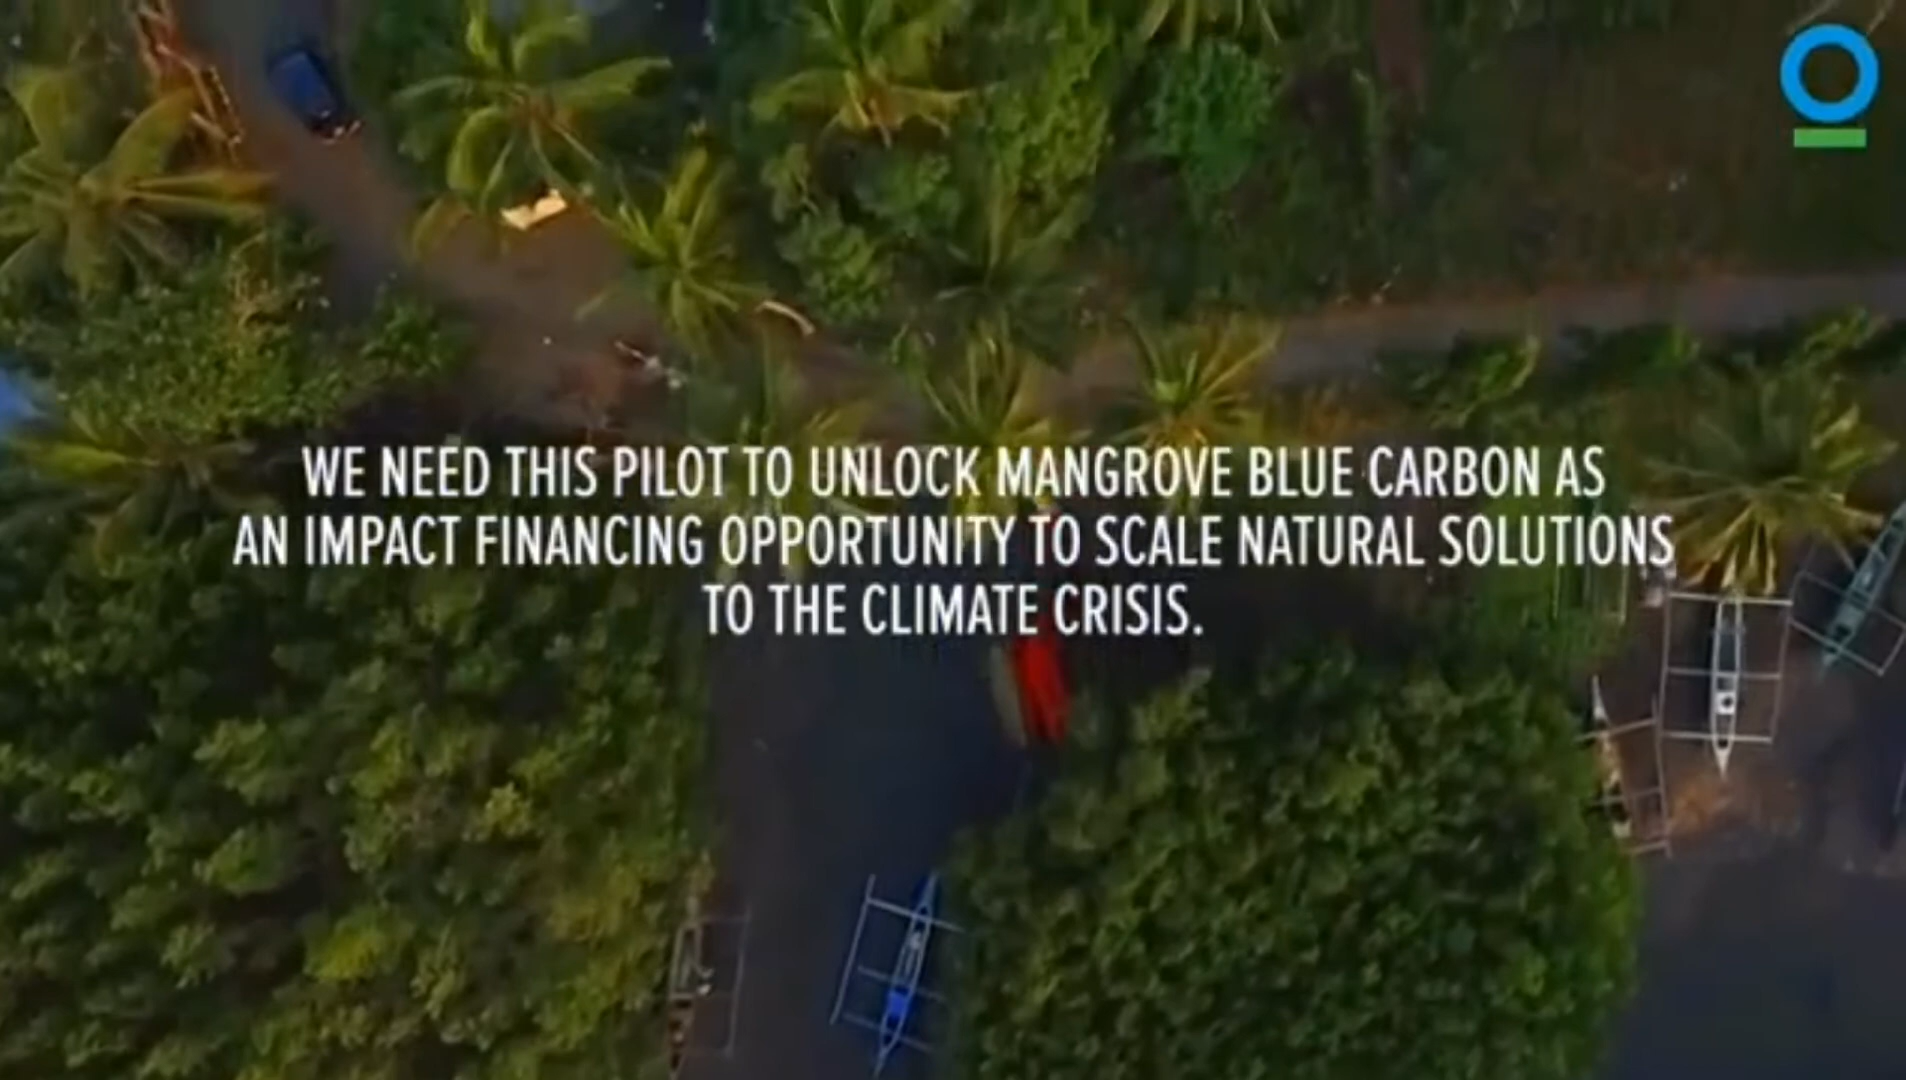 WE NEED THIS PILOT TO UNLOCK MANGROVE BLUE CARBON AS
AN IMPACT FINANCING OPPORTUNITY TO SCALE NATURAL SOLUTIONS
TO THE CLIMATE CRISIS.